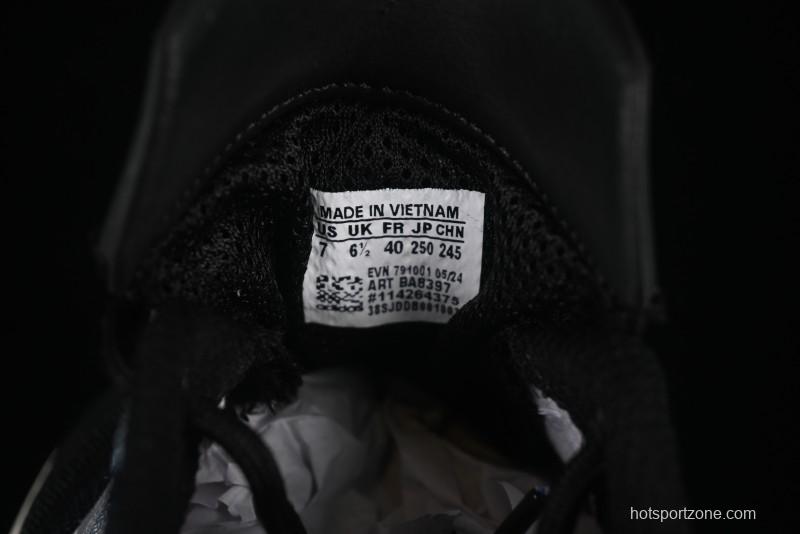 MADE IN VIETNAM
US UK FR JP CHN
7 6½ 40 250 245
EVN 791001 05/24
ART BA8397
#114264375
hotsportzone.com